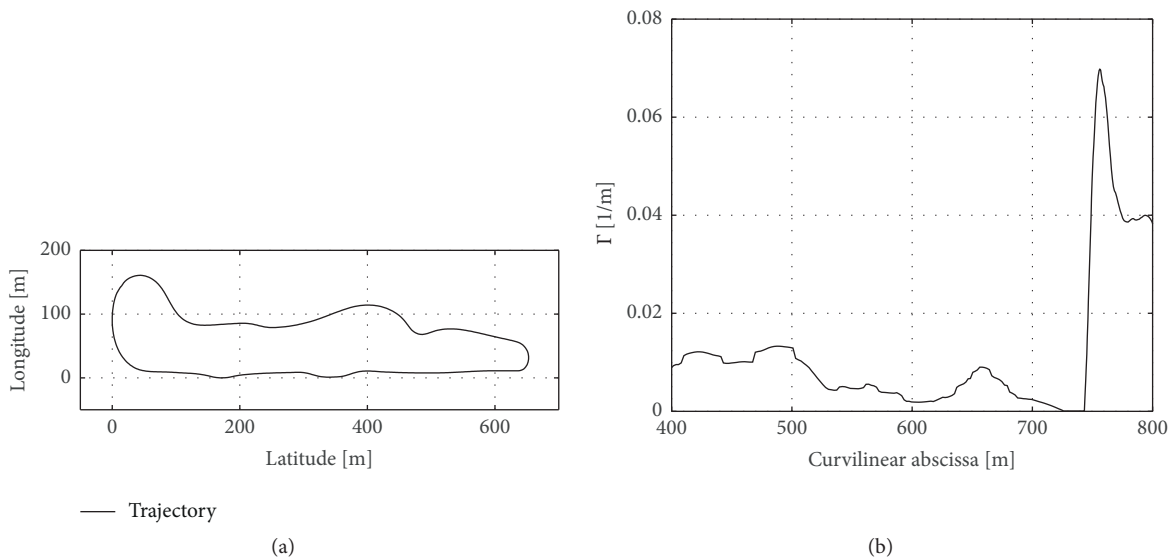 200
100
0
Longitude [m]
0
200
400
600
Latitude [m]
Trajectory
(a)
0.08
0.06
0.04
0.02
0
Γ [1/m]
400
500
600
700
800
Curvilinear abscissa [m]
(b)